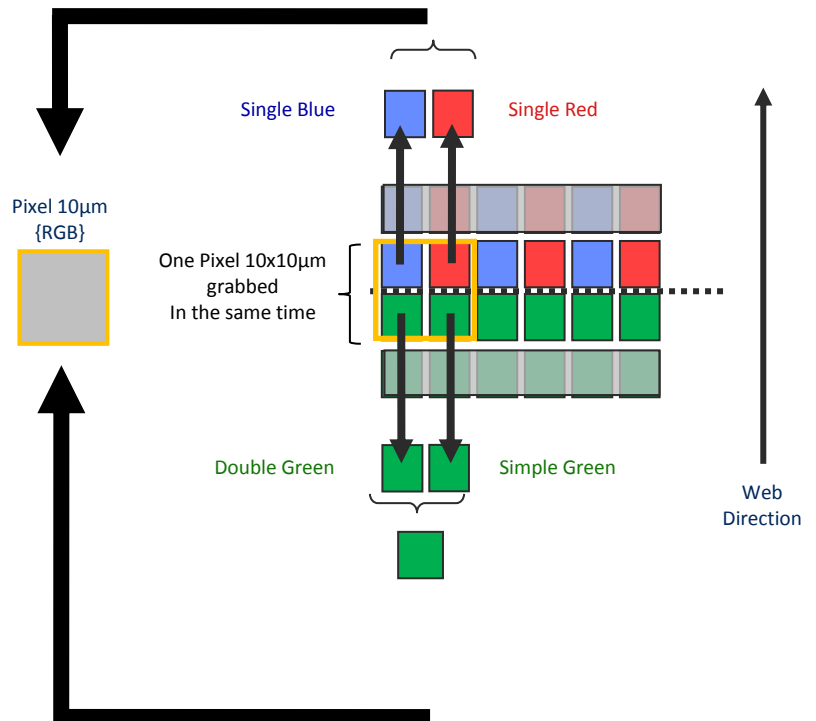 Single Blue
Single Red
Pixel 10µm
{RGB}
One Pixel 10x10µm
grabbed
In the same time
Double Green
Simple Green
Web
Direction